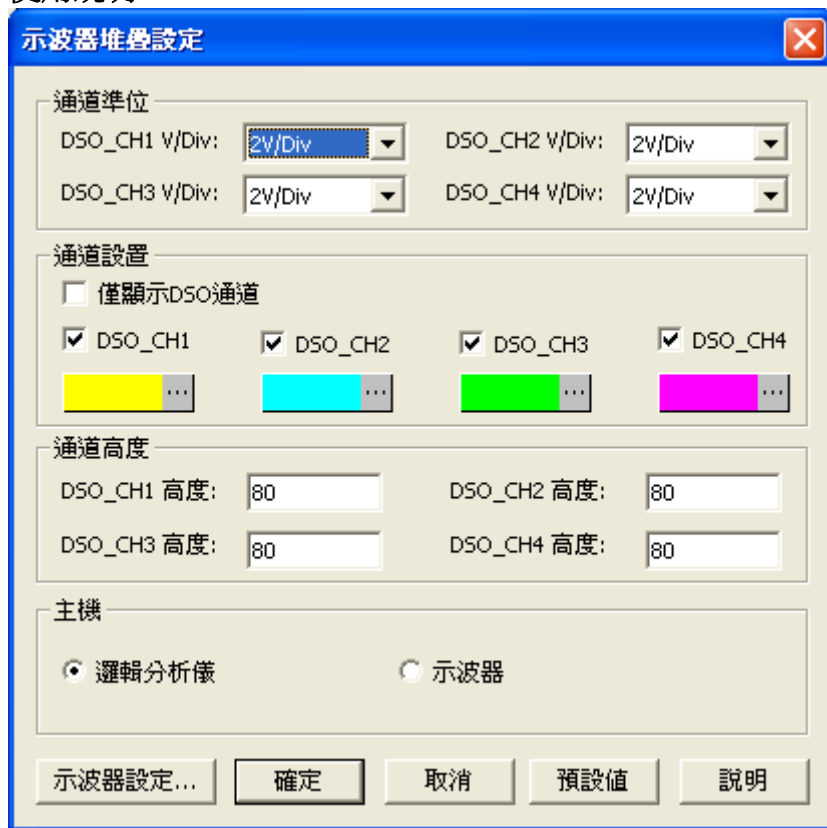 示波器堆疊設定
通道準位
DSO_CH1 V/Div: 2V/Div DSO_CH2 V/Div: 2V/Div
DSO_CH3 V/Div: 2V/Div DSO_CH4 V/Div: 2V/Div
通道設置
僅顯示DSO通道
DSO_CH1 DSO_CH2 DSO_CH3 DSO_CH4
... ... ... ...
通道高度
DSO_CH1 高度: 80 DSO_CH2 高度: 80
DSO_CH3 高度: 80 DSO_CH4 高度: 80
主機
邏輯分析儀 示波器
示波器設定... 確定 取消 預設值 說明